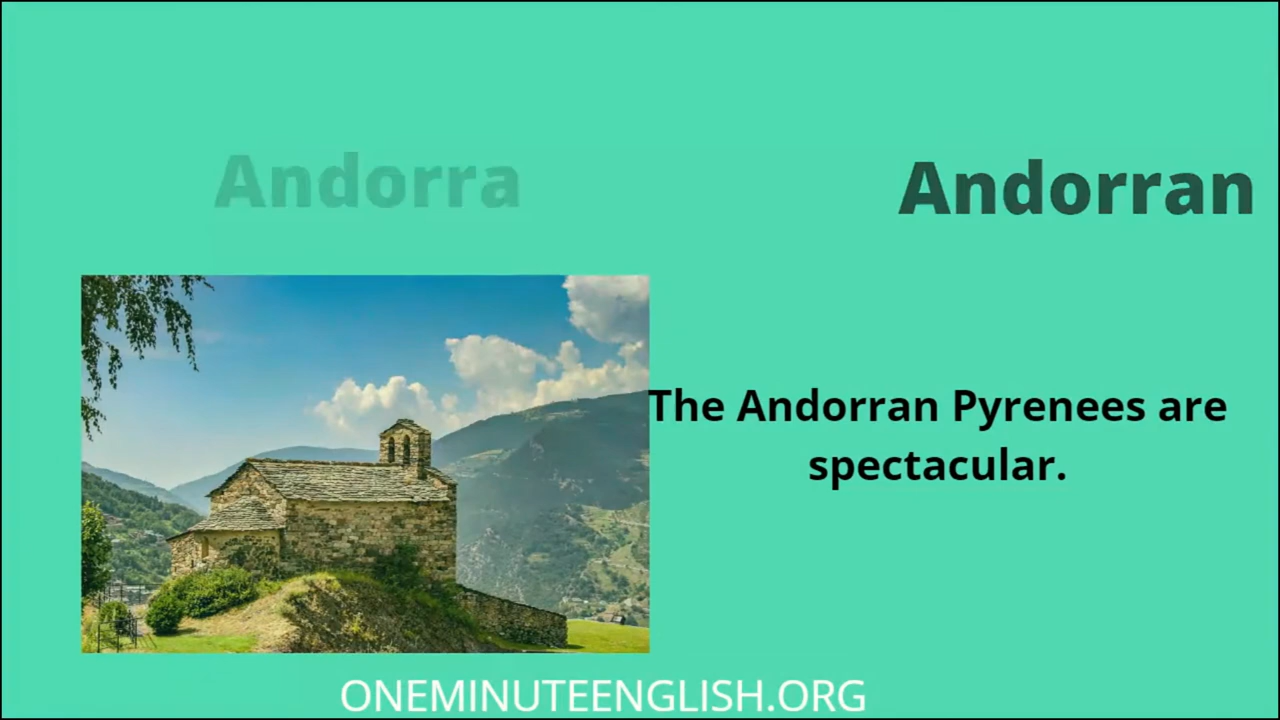 Andorra
Andorran
The Andorran Pyrenees are
spectacular.
ONEMINUTEENGLISH.ORG